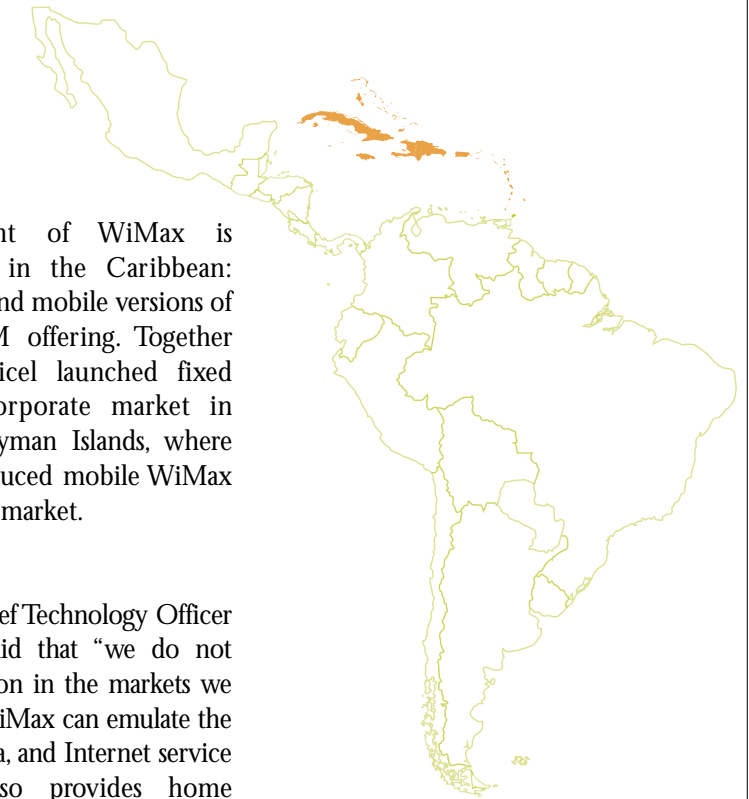 nt of WiMax is
in the Caribbean:
nd mobile versions of
M offering. Together
icel launched fixed
orporate market in
yman Islands, where
uced mobile WiMax
market.
ef Technology Officer
id that “we do not
on in the markets we
iMax can emulate the
a, and Internet service
so provides home